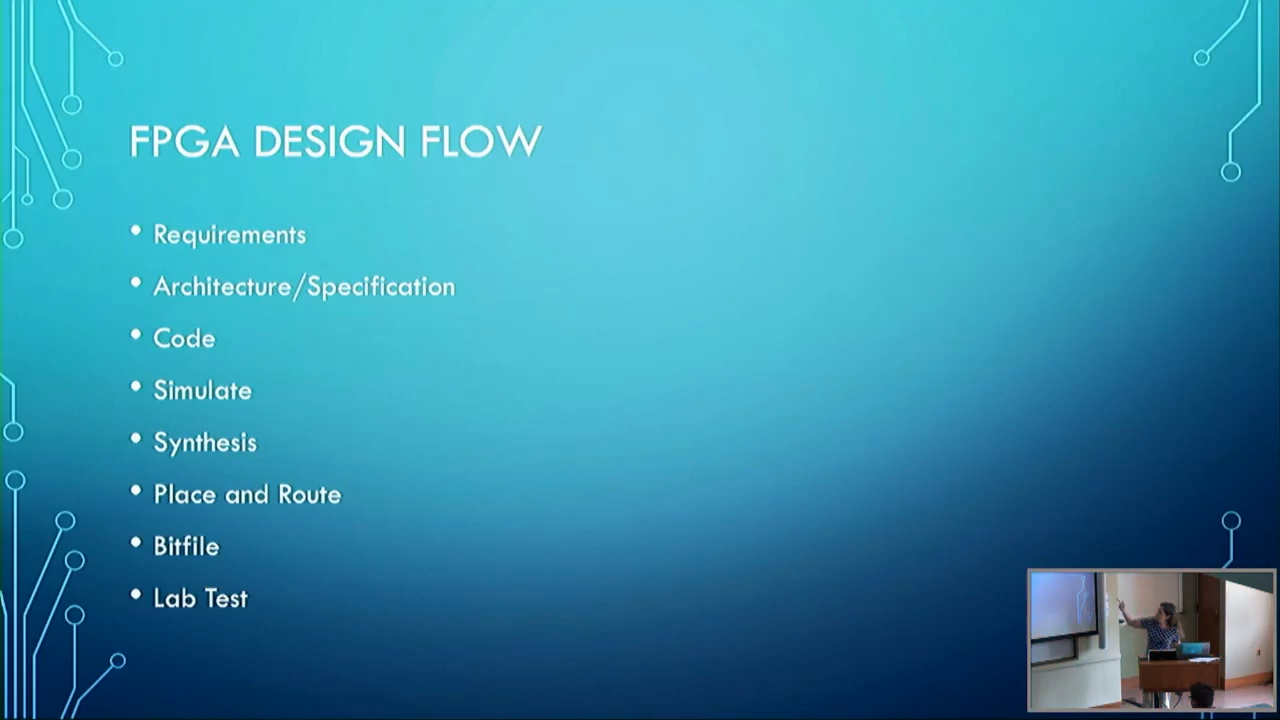 FPGA DESIGN FLOW
• Requirements
• Architecture/Specification
• Code
• Simulate
• Synthesis
• Place and Route
• Bitfile
• Lab Test